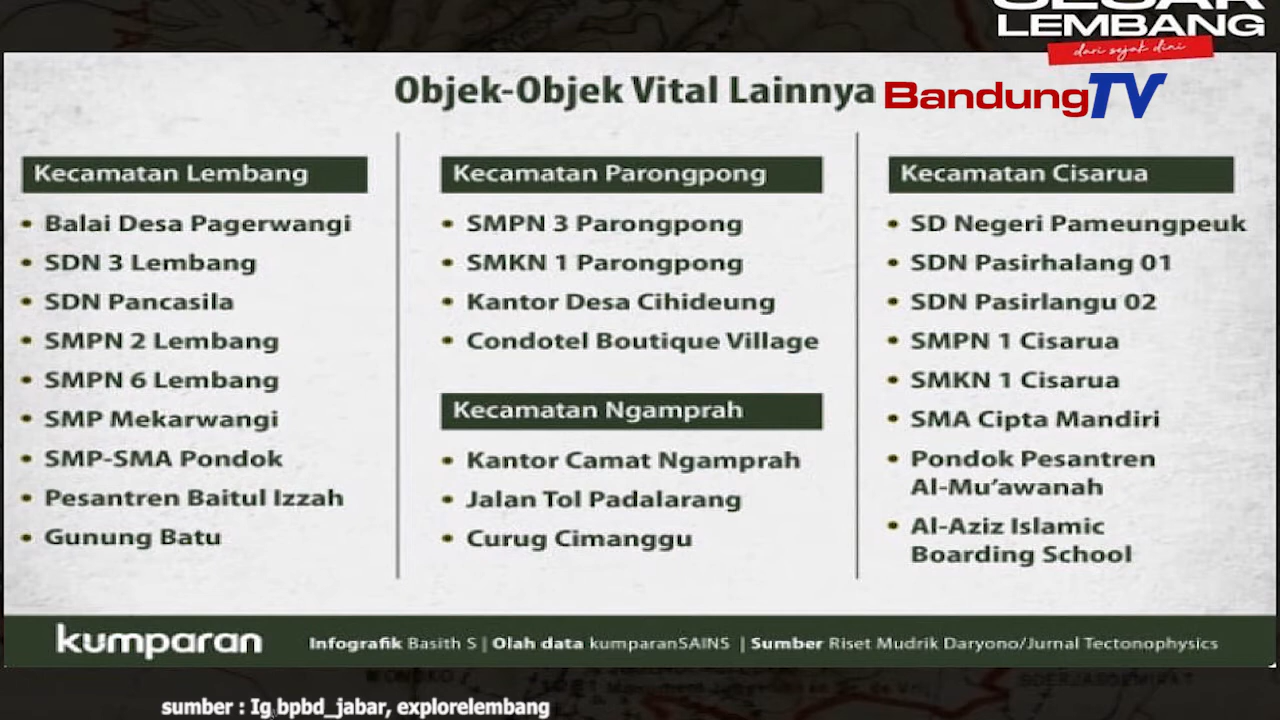 LEMBANG
dari sejak dini
Objek-Objek Vital Lainnya
BandungTV
Kecamatan Lembang
• Balai Desa Pagerwangi
• SDN 3 Lembang
• SDN Pancasila
• SMPN 2 Lembang
• SMPN 6 Lembang
• SMP Mekarwangi
• SMP-SMA Pondok
• Pesantren Baitul Izzah
• Gunung Batu
Kecamatan Parongpong
• SMPN 3 Parongpong
• SMKN 1 Parongpong
• Kantor Desa Cihideung
• Condotel Boutique Village
Kecamatan Ngamprah
• Kantor Camat Ngamprah
• Jalan Tol Padalarang
• Curug Cimanggu
Kecamatan Cisarua
• SD Negeri Pameungpeuk
• SDN Pasirhalang 01
• SDN Pasirlangu 02
• SMPN 1 Cisarua
• SMKN 1 Cisarua
• SMA Cipta Mandiri
• Pondok Pesantren
Al-Mu'awanah
• Al-Aziz Islamic
Boarding School
kumparan
Infografik Basith S | Olah data kumparanSAINS | Sumber Riset Mudrik Daryono/Jurnal Tectonophysics
sumber : Ig bpbd_jabar, explorelembang